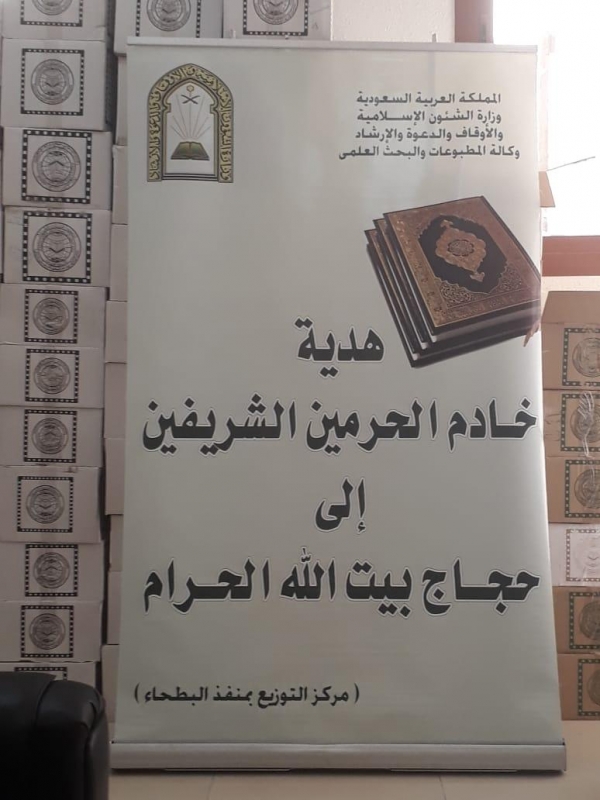 المملكة العربية السعودية
وزارة الشئون الإسلامية
والأوقاف والدعوة والإرشاد
وكالة المطبوعات والبحث العلمى
هدية
خادم الحرمين الشريفين
إلى
حجاج بيت الله الحرام
( مركز التوزيع بمنفذ البطحاء )